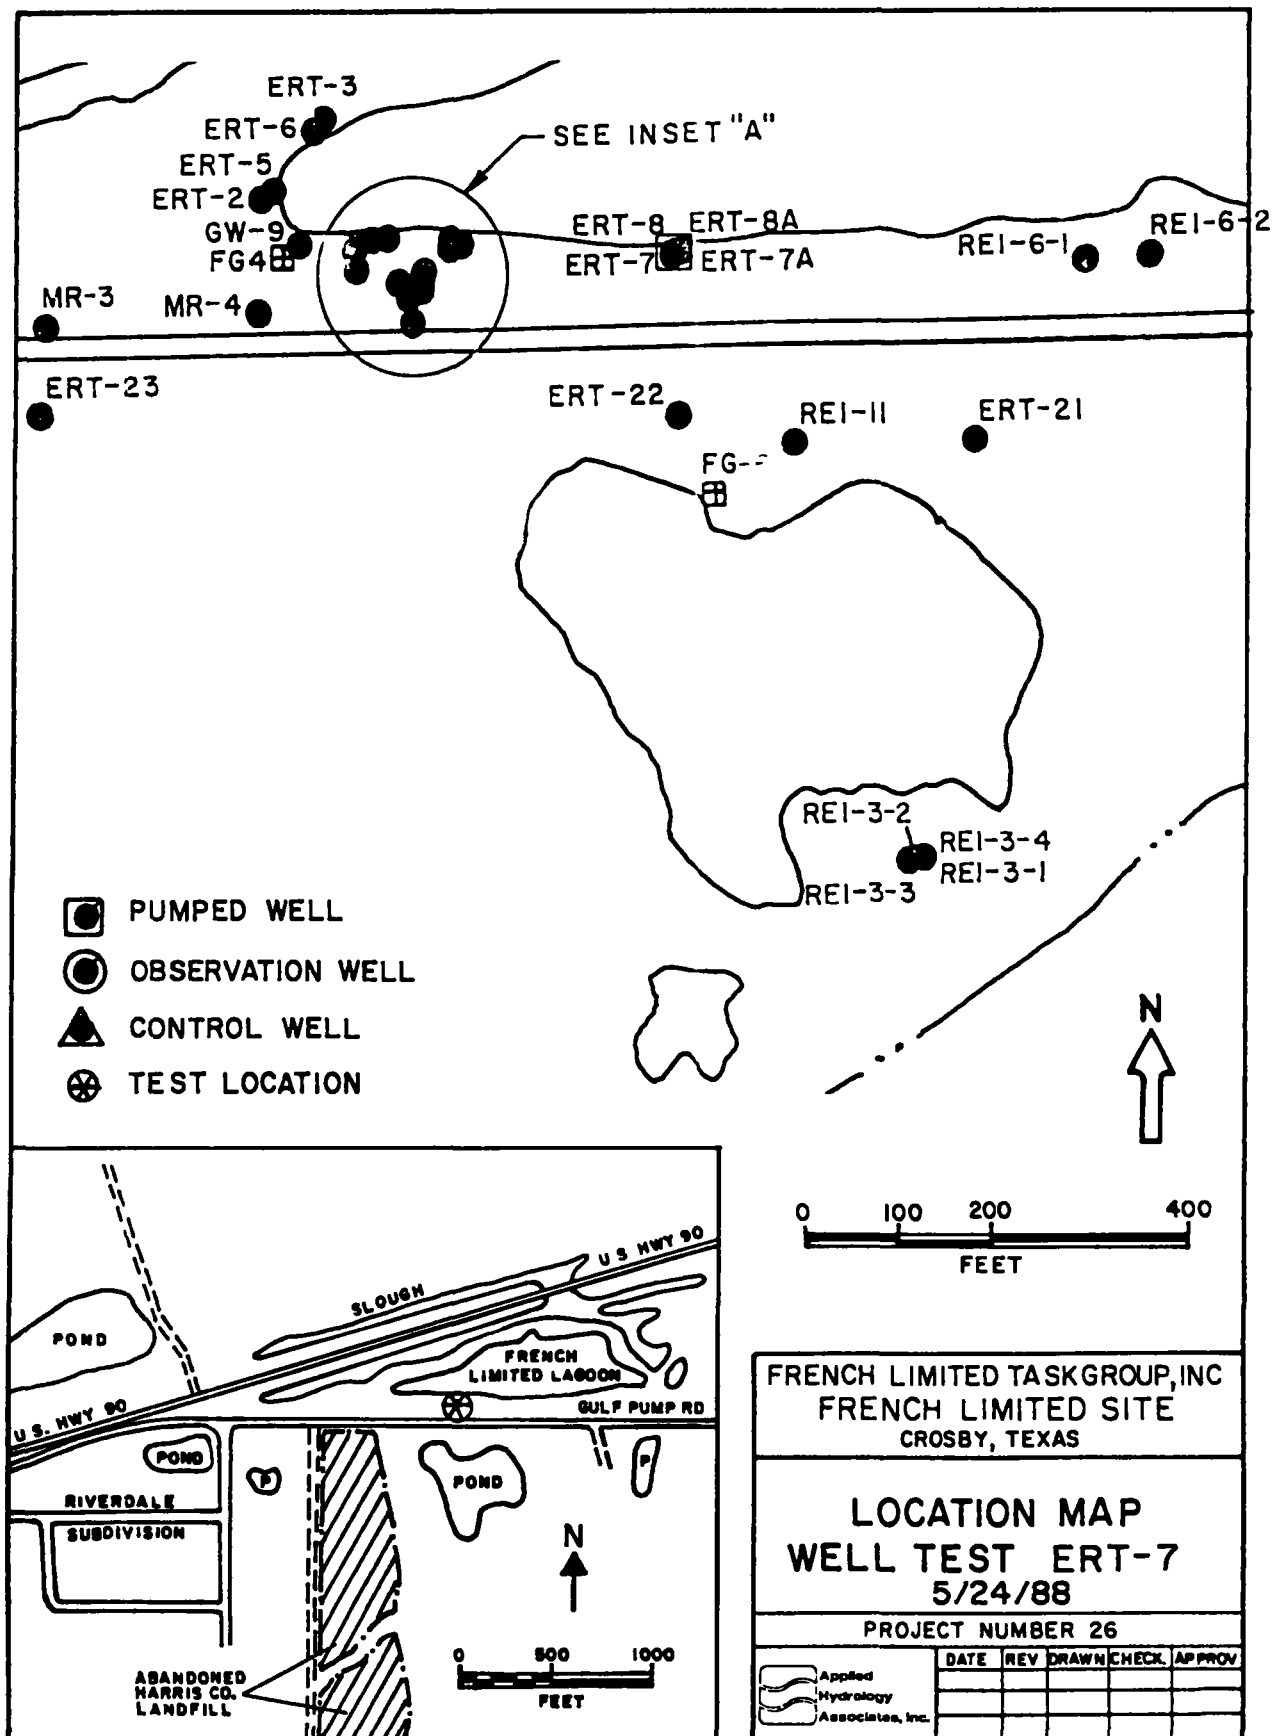 ERT-3
ERT-6
SEE INSET "A"
ERT-5
ERT-2
GW-9
FG4
ERT-8 ERT-8A
ERT-7 ERT-7A
REI-6-1
REI-6-2
MR-3
MR-4
ERT-23
ERT-22
REI-11
ERT-21
FG--
REI-3-2
REI-3-4
REI-3-1
REI-3-3
PUMPED WELL
OBSERVATION WELL
CONTROL WELL
TEST LOCATION
N
0 100 200 400
FEET
U S HWY 90
SLOUGH
POND
FRENCH
LIMITED LAGOON
GULF PUMP RD
U S. HWY 90
POND
P
POND
P
RIVERDALE
SUBDIVISION
N
0 500 1000
FEET
ABANDONED
HARRIS CO.
LANDFILL
FRENCH LIMITED TASKGROUP, INC
FRENCH LIMITED SITE
CROSBY, TEXAS
LOCATION MAP
WELL TEST ERT-7
5/24/88
PROJECT NUMBER 26
DATE REV DRAWN CHECK. APPROV
Applied
Hydrology
Associates, Inc.